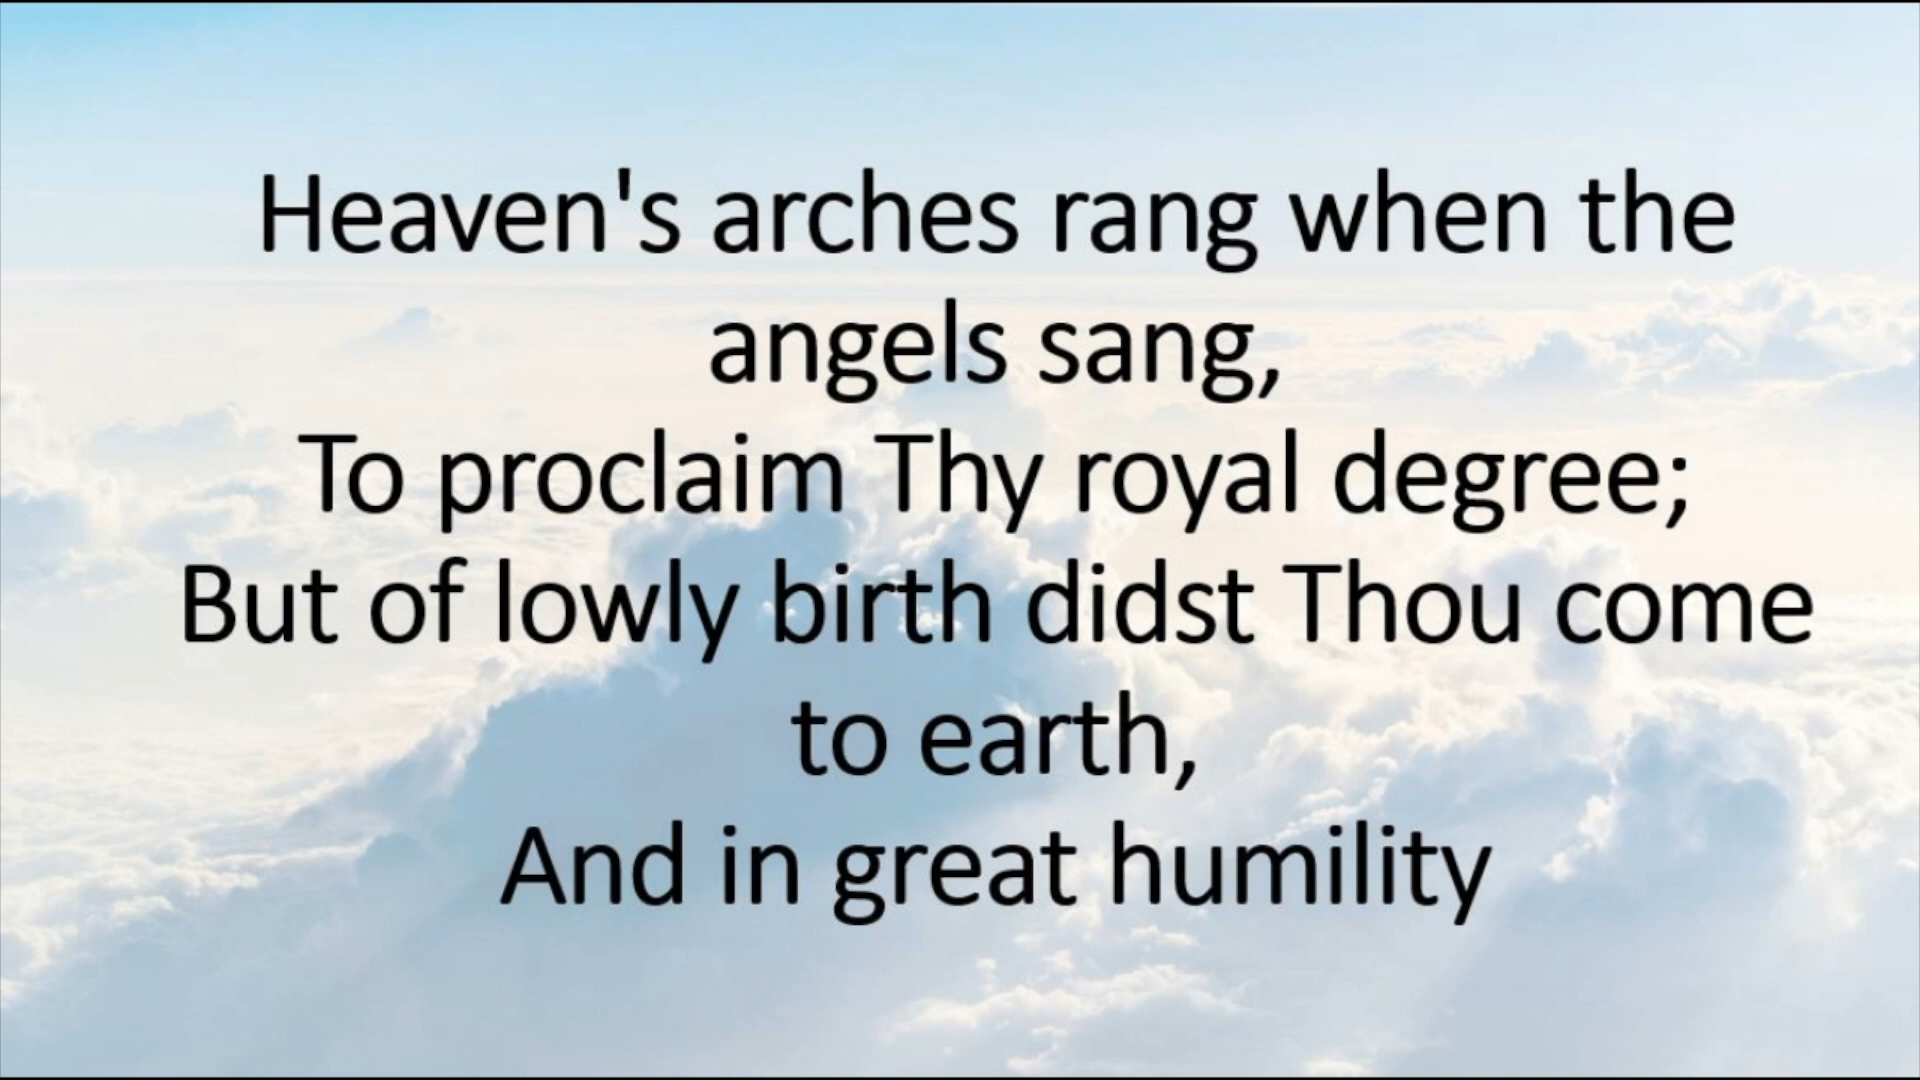 Heaven's arches rang when the
angels sang,
To proclaim Thy royal degree;
But of lowly birth didst Thou come
to earth,
And in great humility